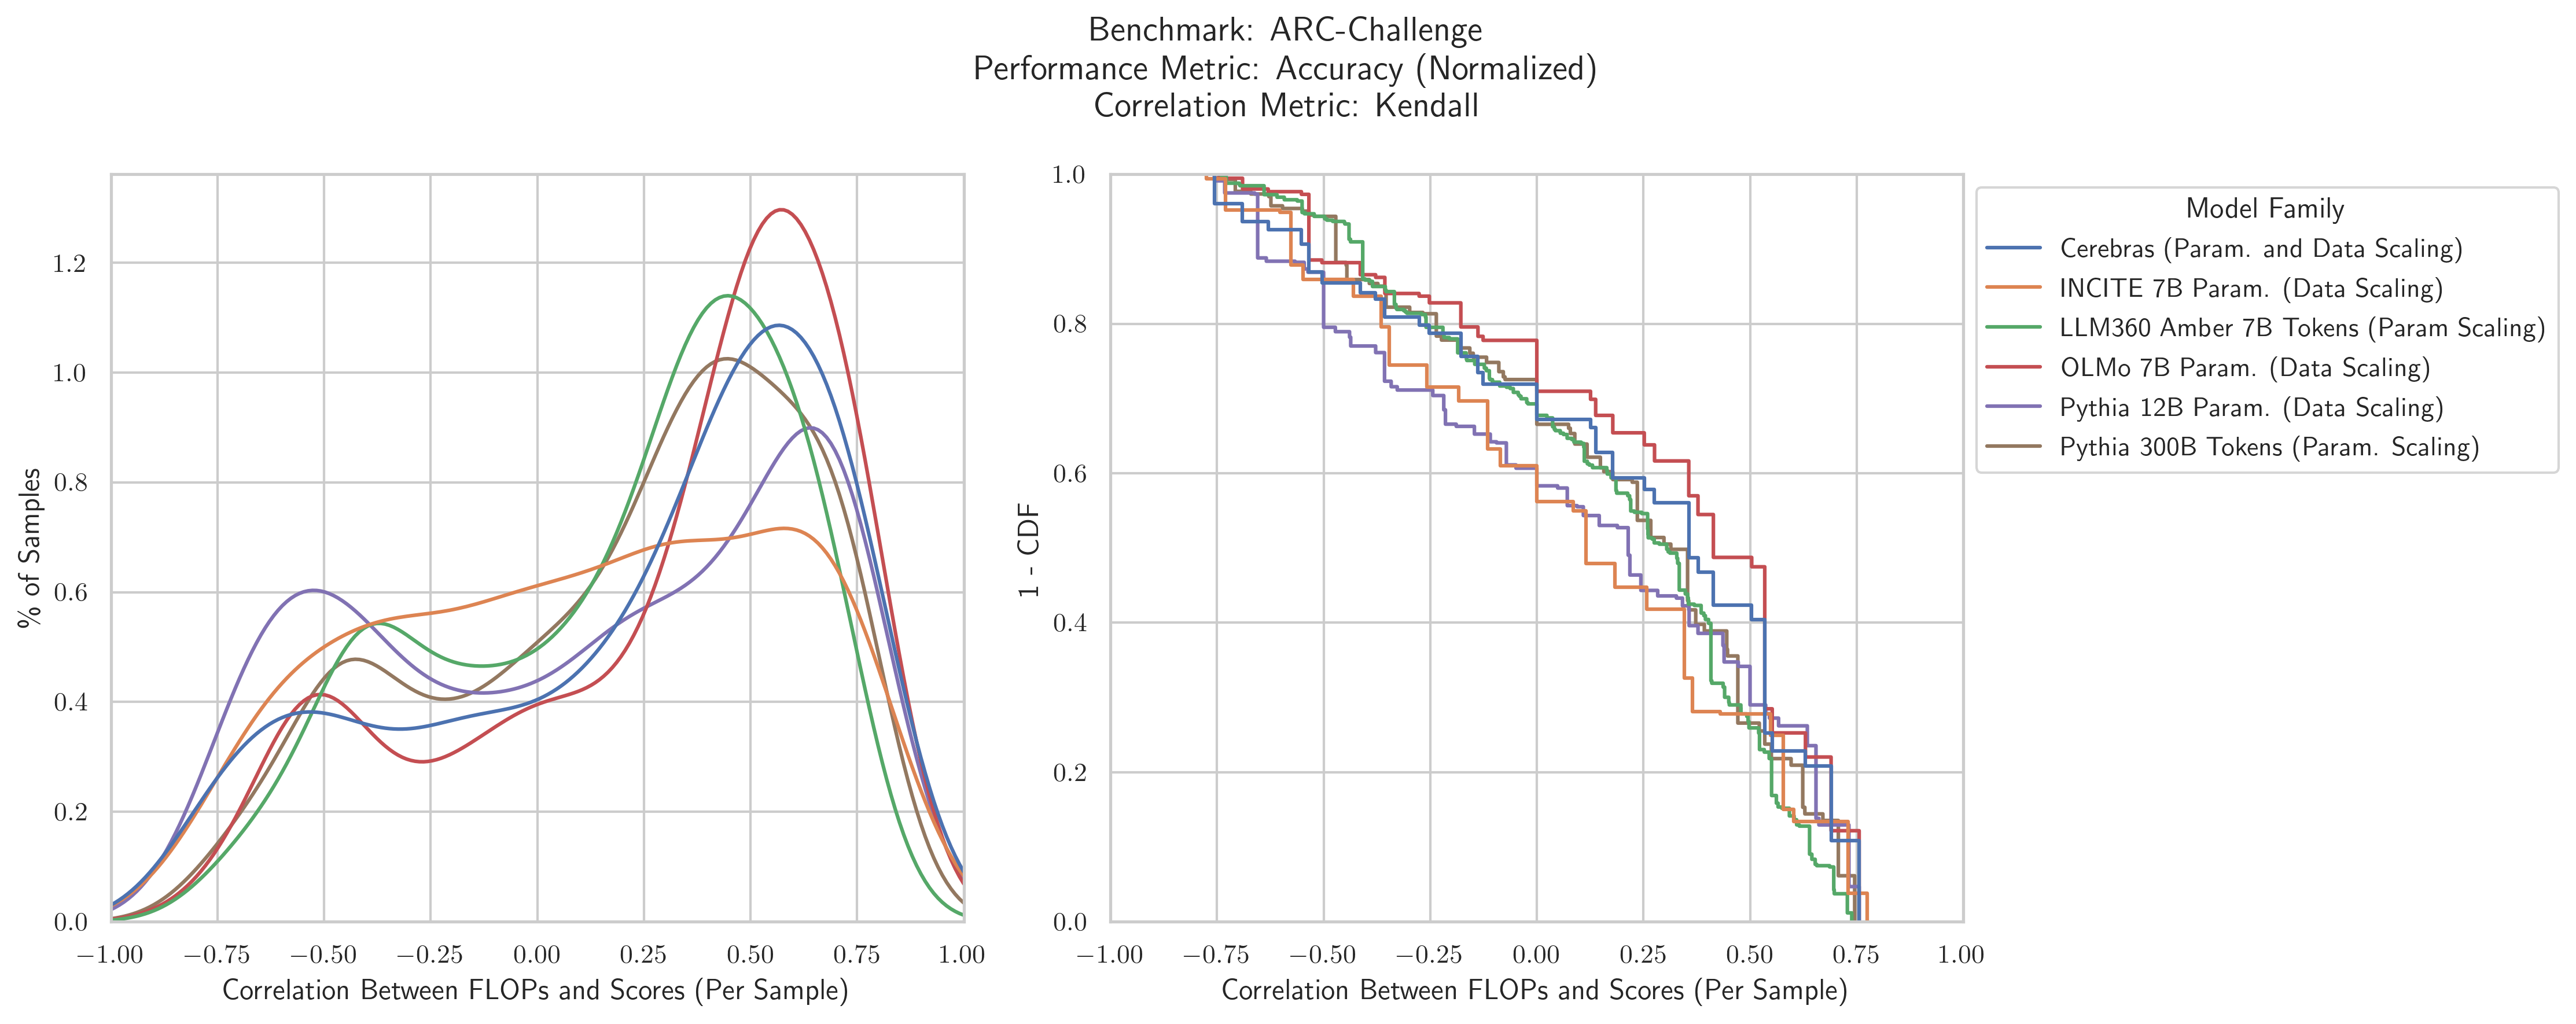 Benchmark: ARC-Challenge
Performance Metric: Accuracy (Normalized)
Correlation Metric: Kendall
% of Samples
1.2
1.0
0.8
0.6
0.4
0.2
0.0
−1.00 −0.75 −0.50 −0.25 0.00 0.25 0.50 0.75 1.00
Correlation Between FLOPs and Scores (Per Sample)
1 - CDF
1.0
0.8
0.6
0.4
0.2
0.0
−1.00 −0.75 −0.50 −0.25 0.00 0.25 0.50 0.75 1.00
Correlation Between FLOPs and Scores (Per Sample)
Model Family
Cerebras (Param. and Data Scaling)
INCITE 7B Param. (Data Scaling)
LLM360 Amber 7B Tokens (Param Scaling)
OLMo 7B Param. (Data Scaling)
Pythia 12B Param. (Data Scaling)
Pythia 300B Tokens (Param. Scaling)